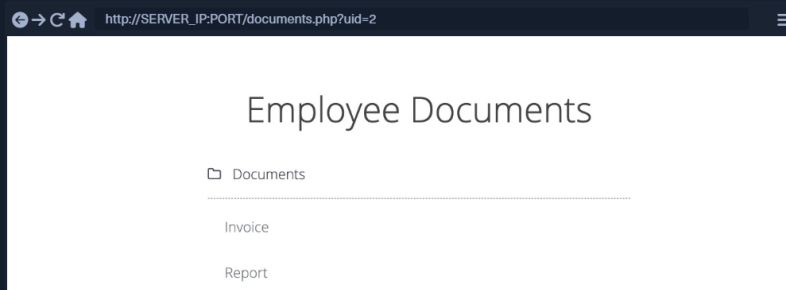 http://SERVER_IP:PORT/documents.php?uid=2
Employee Documents
Documents
Invoice
Report